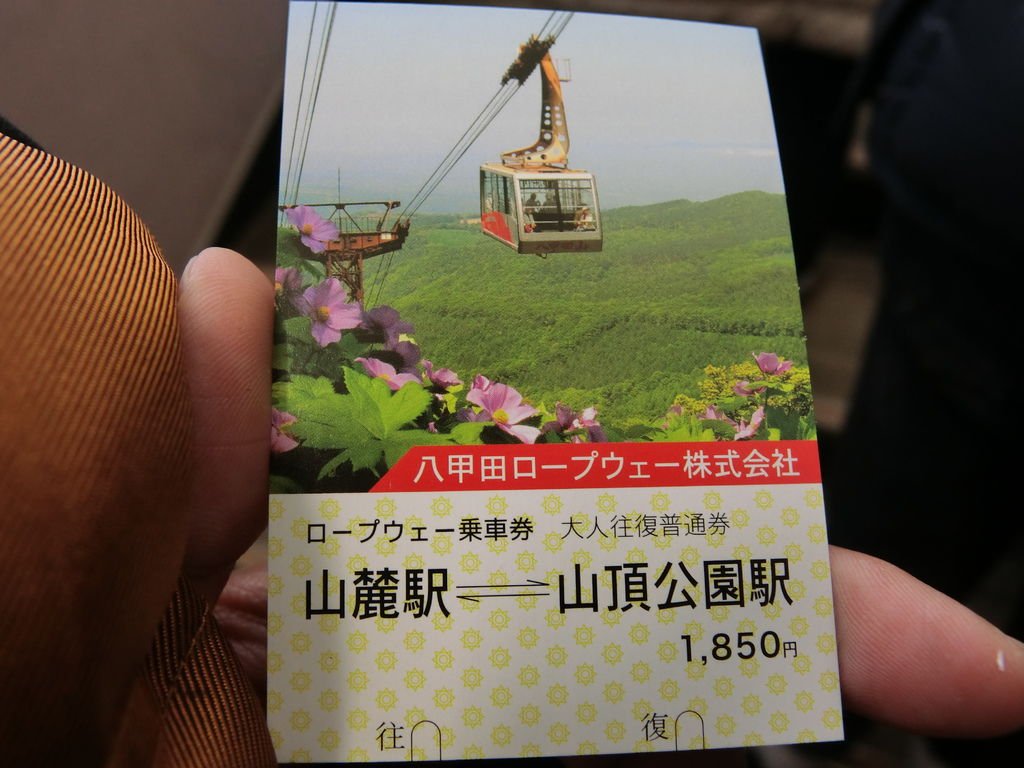 八甲田ロープウェー株式会社
ロープウェー乗車券 大人往復普通券
山麓駅⇌山頂公園駅
1,850円
往 復